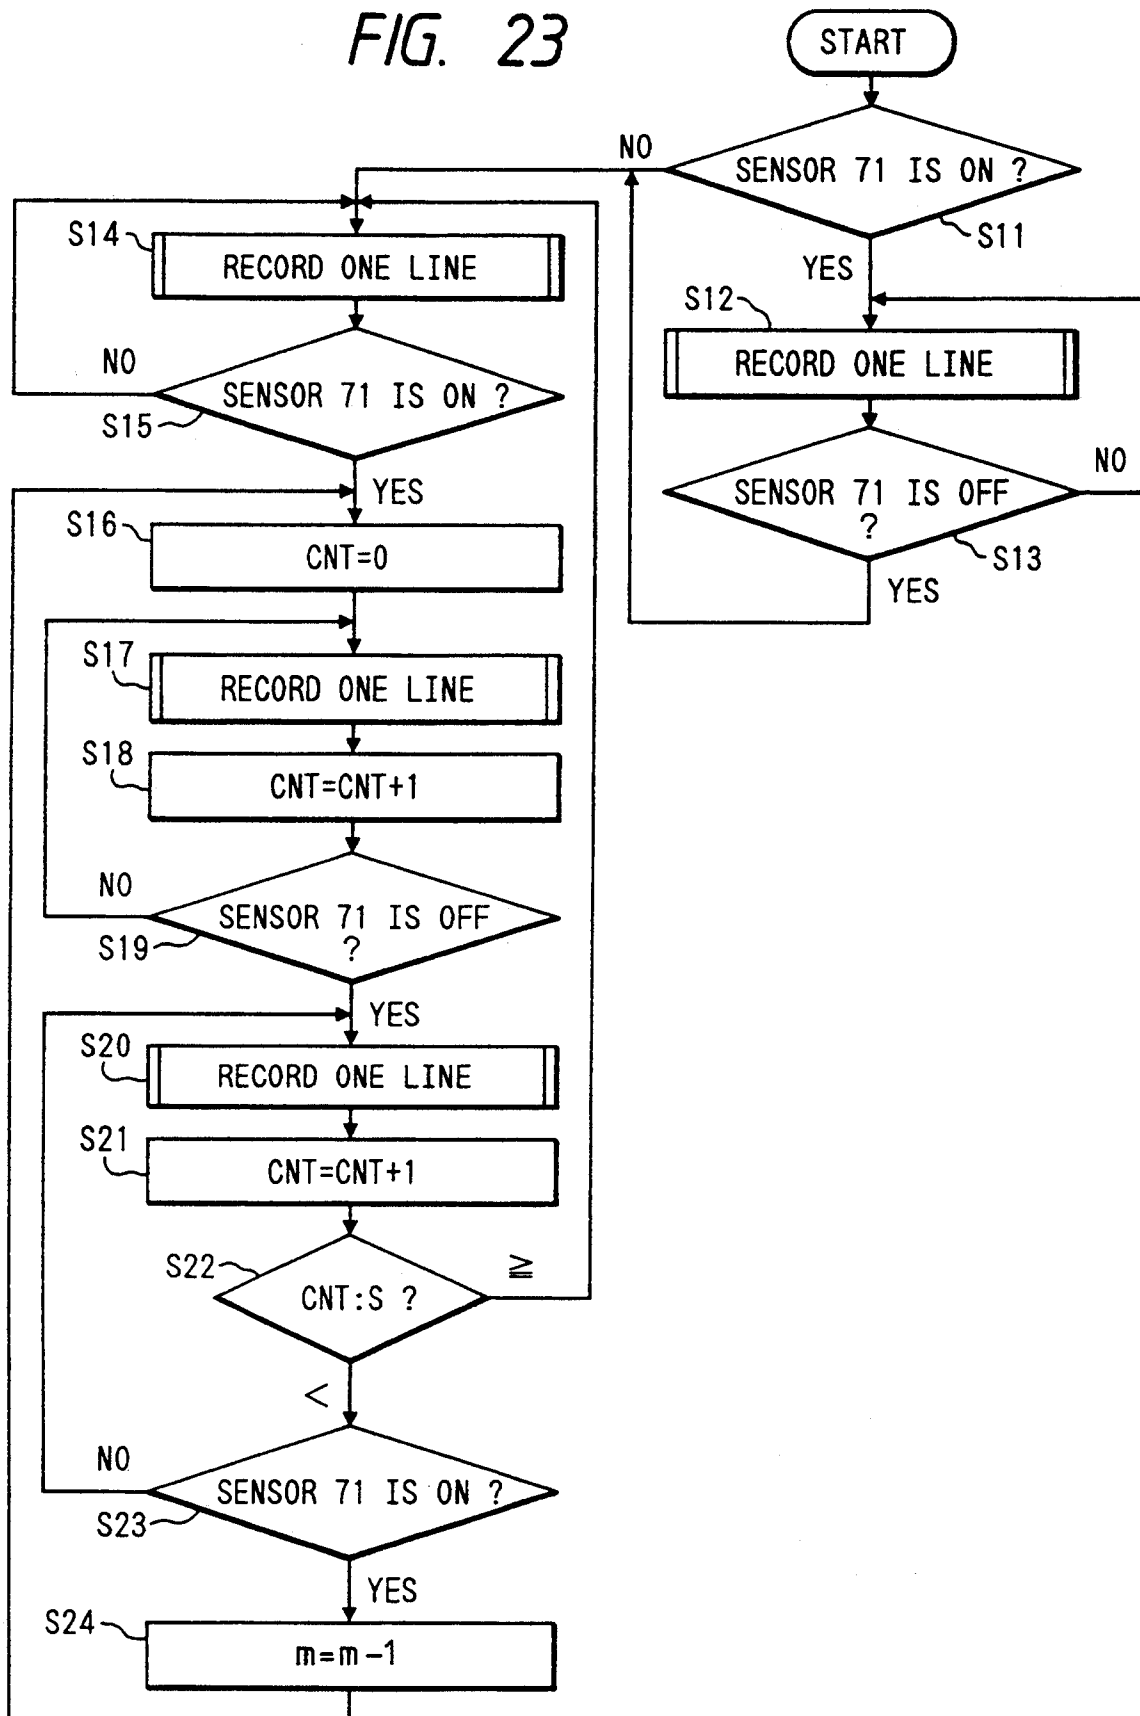 FIG. 23
START
SENSOR 71 IS ON ?
S11
NO
YES
S12
RECORD ONE LINE
SENSOR 71 IS OFF
?
S13
NO
YES
S14
RECORD ONE LINE
SENSOR 71 IS ON ?
S15
NO
YES
S16
CNT=0
S17
RECORD ONE LINE
S18
CNT=CNT+1
SENSOR 71 IS OFF
?
S19
NO
YES
S20
RECORD ONE LINE
S21
CNT=CNT+1
S22
CNT:S ?
≧
<
SENSOR 71 IS ON ?
S23
NO
YES
S24
m=m-1